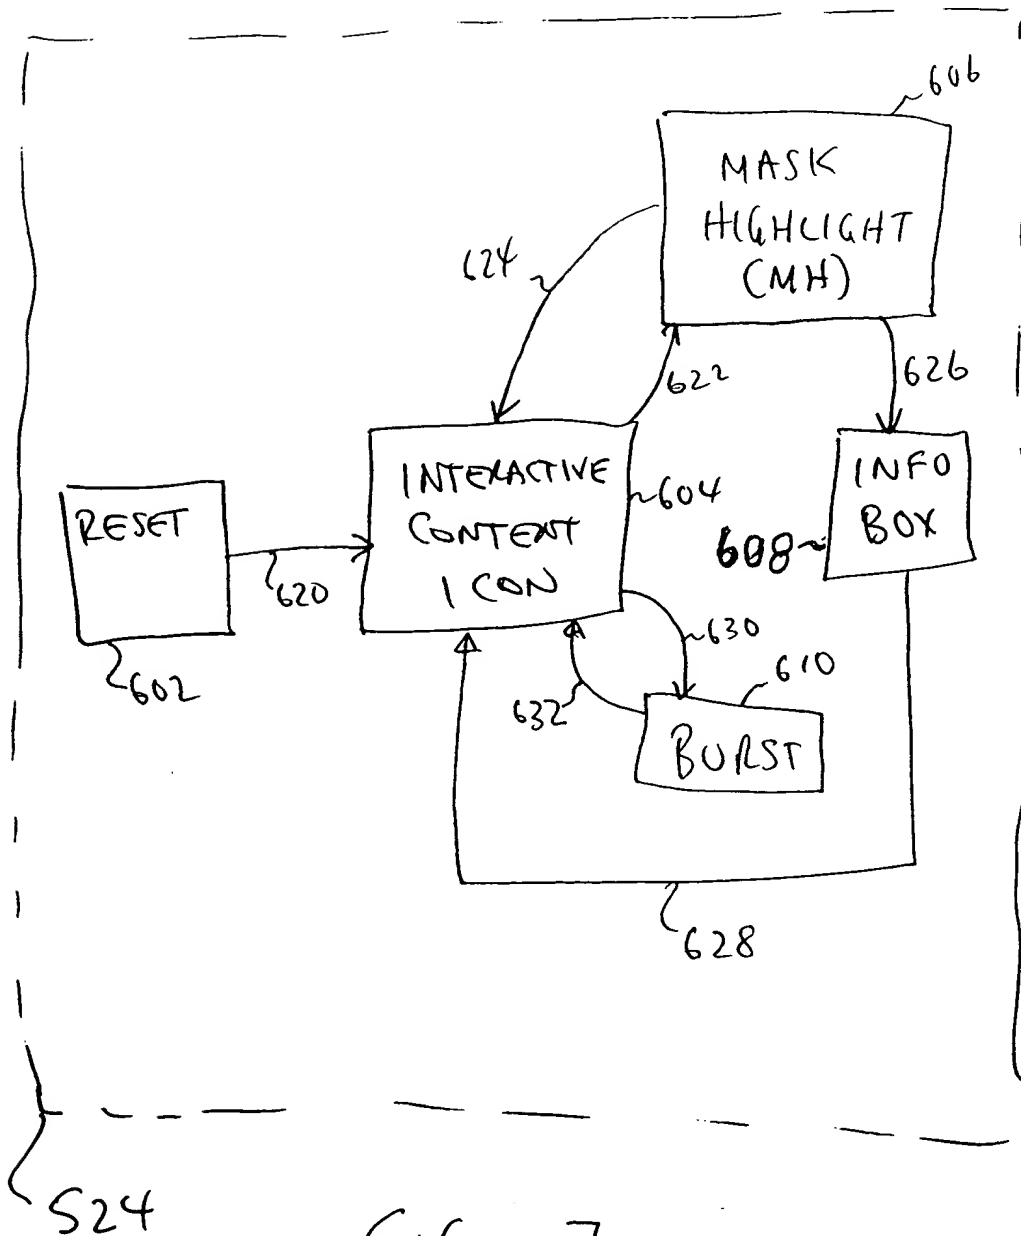 606
MASK
HIGHLIGHT
(MH)
624
622
626
INTERACTIVE
CONTENT
ICON
604
INFO
BOX
608
RESET
620
602
630
632
610
BURST
628
524